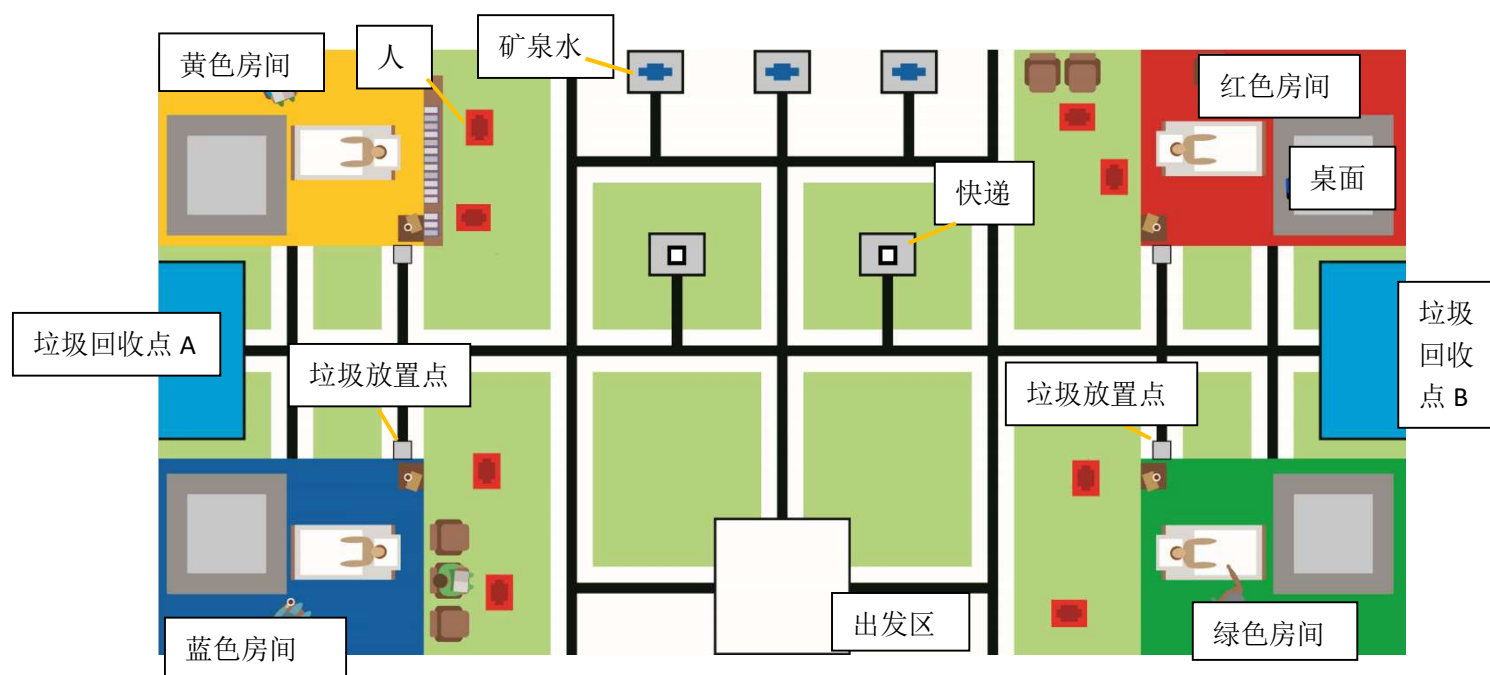 黄色房间
人
矿泉水
红色房间
桌面
快递
垃圾回收点 A
垃圾放置点
垃圾放置点
垃圾
回收
点 B
蓝色房间
出发区
绿色房间